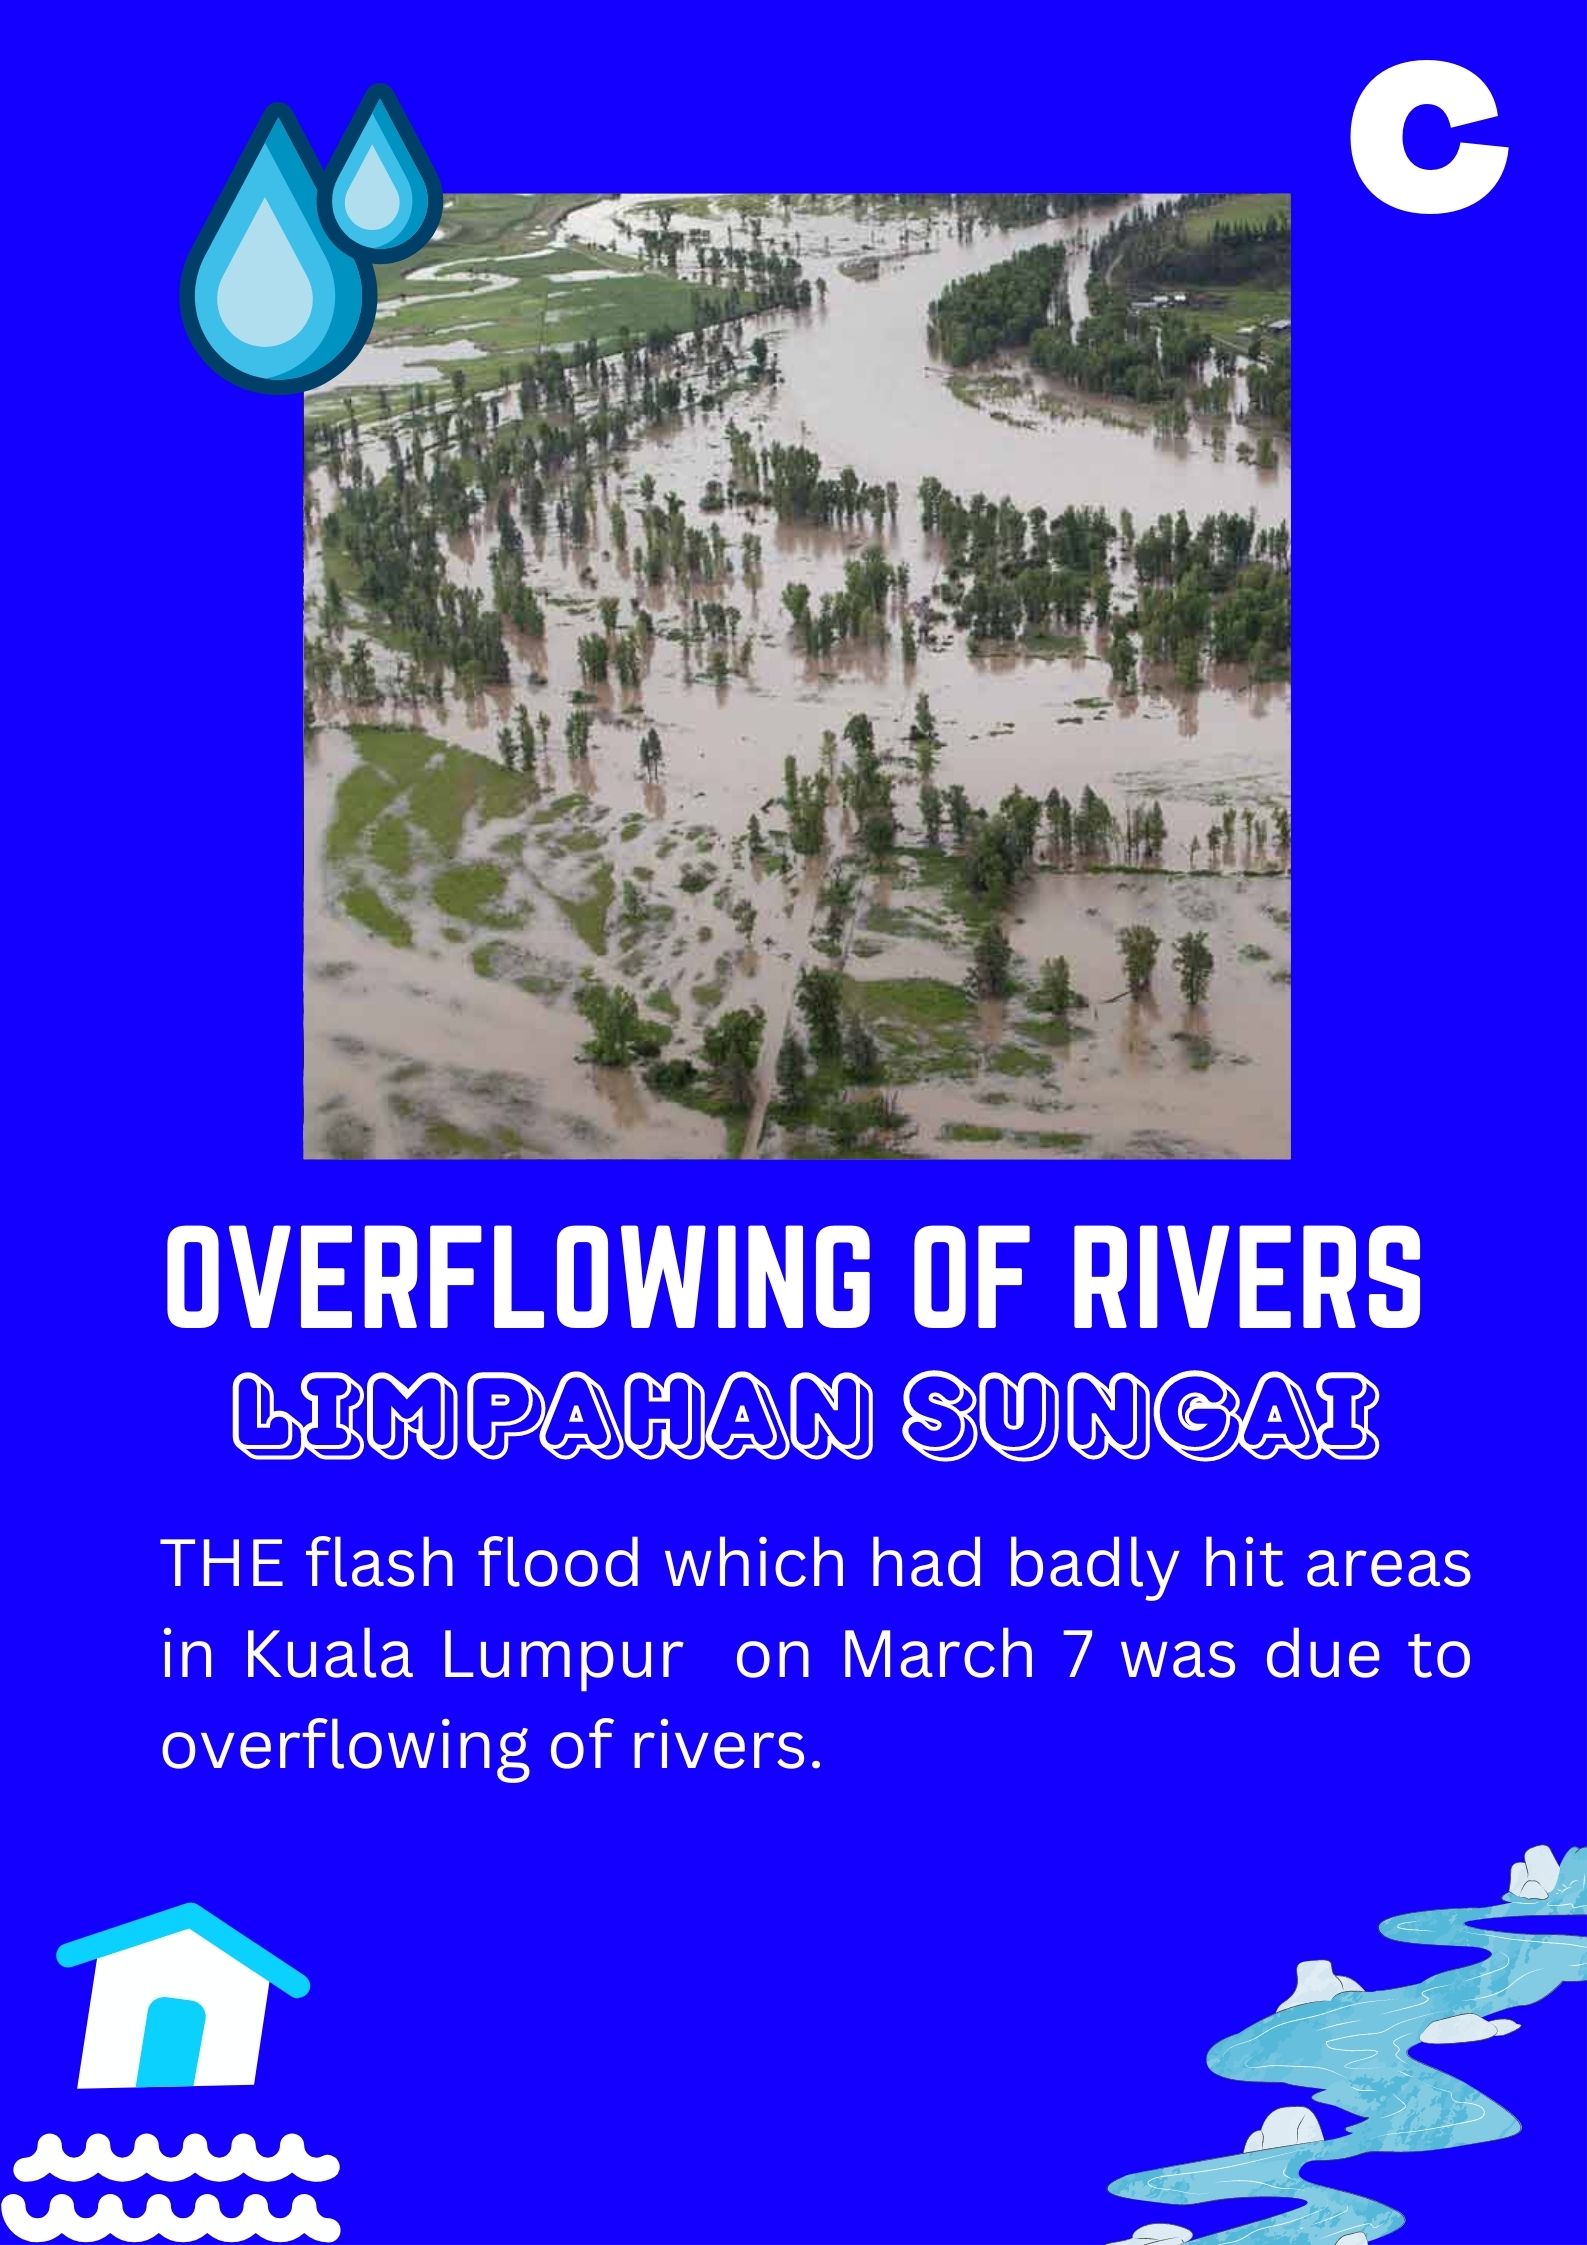 C
OVERFLOWING OF RIVERS
LIMPAHAN SUNGAI
THE flash flood which had badly hit areas
in Kuala Lumpur on March 7 was due to
overflowing of rivers.